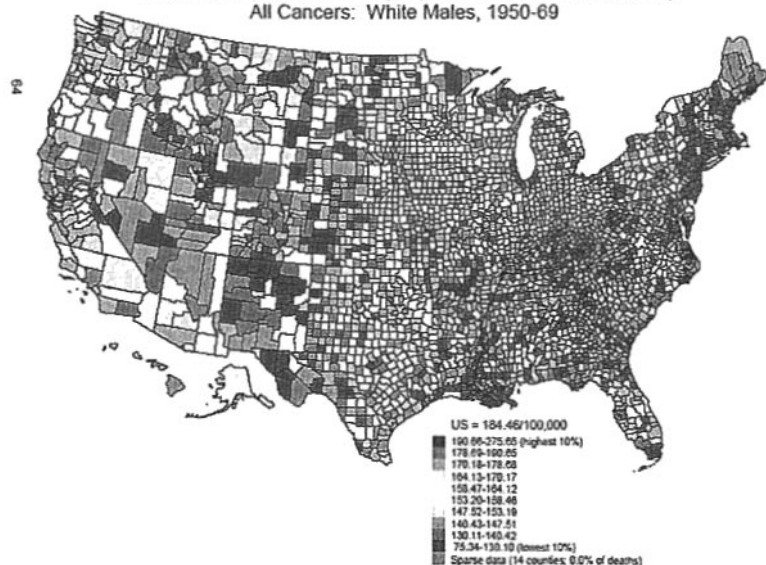 All Cancers: White Males, 1950-69
64
US = 184.46/100,000
190.66-275.65 (highest 10%)
178.69-190.65
170.18-178.68
164.13-170.17
158.47-164.12
153.20-158.46
147.52-153.19
140.43-147.51
130.11-140.42
75.34-130.10 (lowest 10%)
Sparse data (14 counties; 0.0% of deaths)